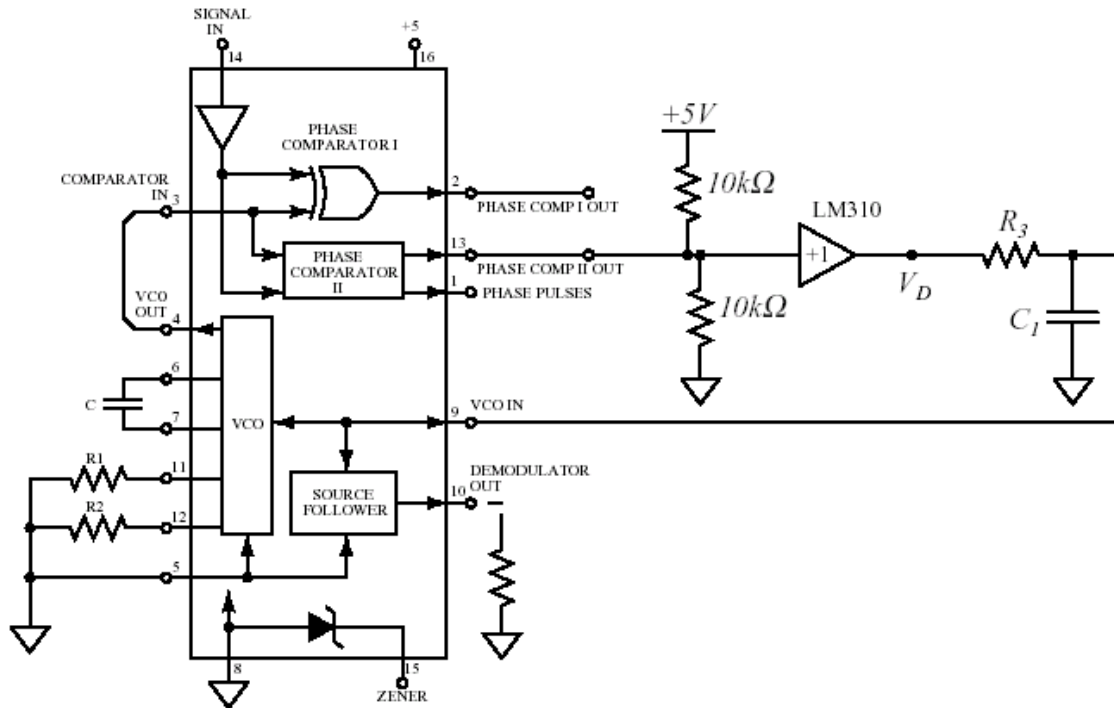 SIGNAL
IN
14
+5
16
PHASE
COMPARATOR I
COMPARATOR
IN
3
2
PHASE COMP I OUT
+5V
10kΩ
LM310
+1
V_D
R_3
C_1
10kΩ
13
PHASE COMP II OUT
PHASE
COMPARATOR
II
1
PHASE PULSES
VCO
OUT
4
6
C
7
VCO
9
VCO IN
R1
11
R2
12
SOURCE
FOLLOWER
10
DEMODULATOR
OUT
5
8
15
ZENER